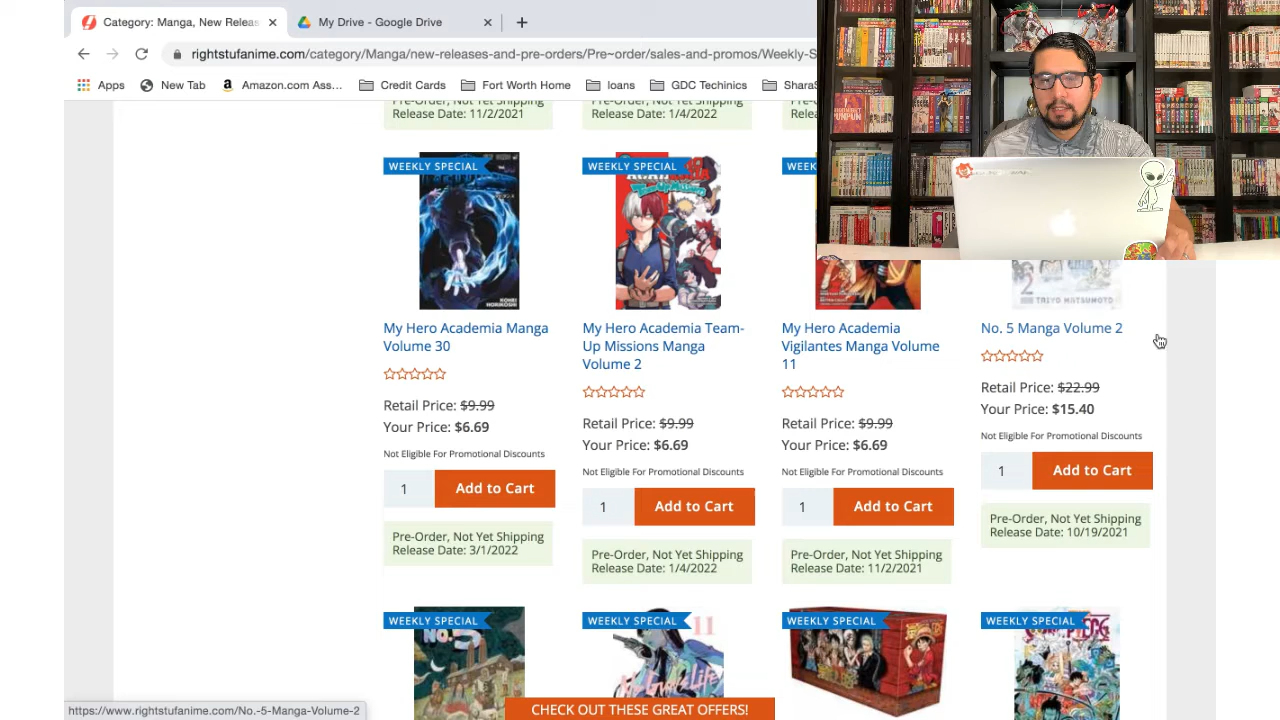 Category: Manga, New Releas
My Drive - Google Drive
rightstufanime.com/category/Manga/new-releases-and-pre-orders/Pre~order/sales-and-promos/Weekly-S
Apps
New Tab
Amazon.com Ass...
Credit Cards
Fort Worth Home
loans
GDC Techinics
Shara
Pre-Order, Not Yet Shipping
Release Date: 11/2/2021
Pre-Order, Not Yet Shipping
Release Date: 1/4/2022
WEEKLY SPECIAL
WEEKLY SPECIAL
WEEK
KOHEI
HORIKOSHI
2
TAIYO MATSUMOTO
My Hero Academia Manga
Volume 30
Retail Price: $9.99
Your Price: $6.69
Not Eligible For Promotional Discounts
1
Add to Cart
Pre-Order, Not Yet Shipping
Release Date: 3/1/2022
My Hero Academia Team-
Up Missions Manga
Volume 2
Retail Price: $9.99
Your Price: $6.69
Not Eligible For Promotional Discounts
1
Add to Cart
Pre-Order, Not Yet Shipping
Release Date: 1/4/2022
My Hero Academia
Vigilantes Manga Volume
11
Retail Price: $9.99
Your Price: $6.69
Not Eligible For Promotional Discounts
1
Add to Cart
Pre-Order, Not Yet Shipping
Release Date: 11/2/2021
No. 5 Manga Volume 2
Retail Price: $22.99
Your Price: $15.40
Not Eligible For Promotional Discounts
1
Add to Cart
Pre-Order, Not Yet Shipping
Release Date: 10/19/2021
WEEKLY SPECIAL
WEEKLY SPECIAL
WEEKLY SPECIAL
WEEKLY SPECIAL
NO.5
11
https://www.rightstufanime.com/No.-5-Manga-Volume-2
CHECK OUT THESE GREAT OFFERS!